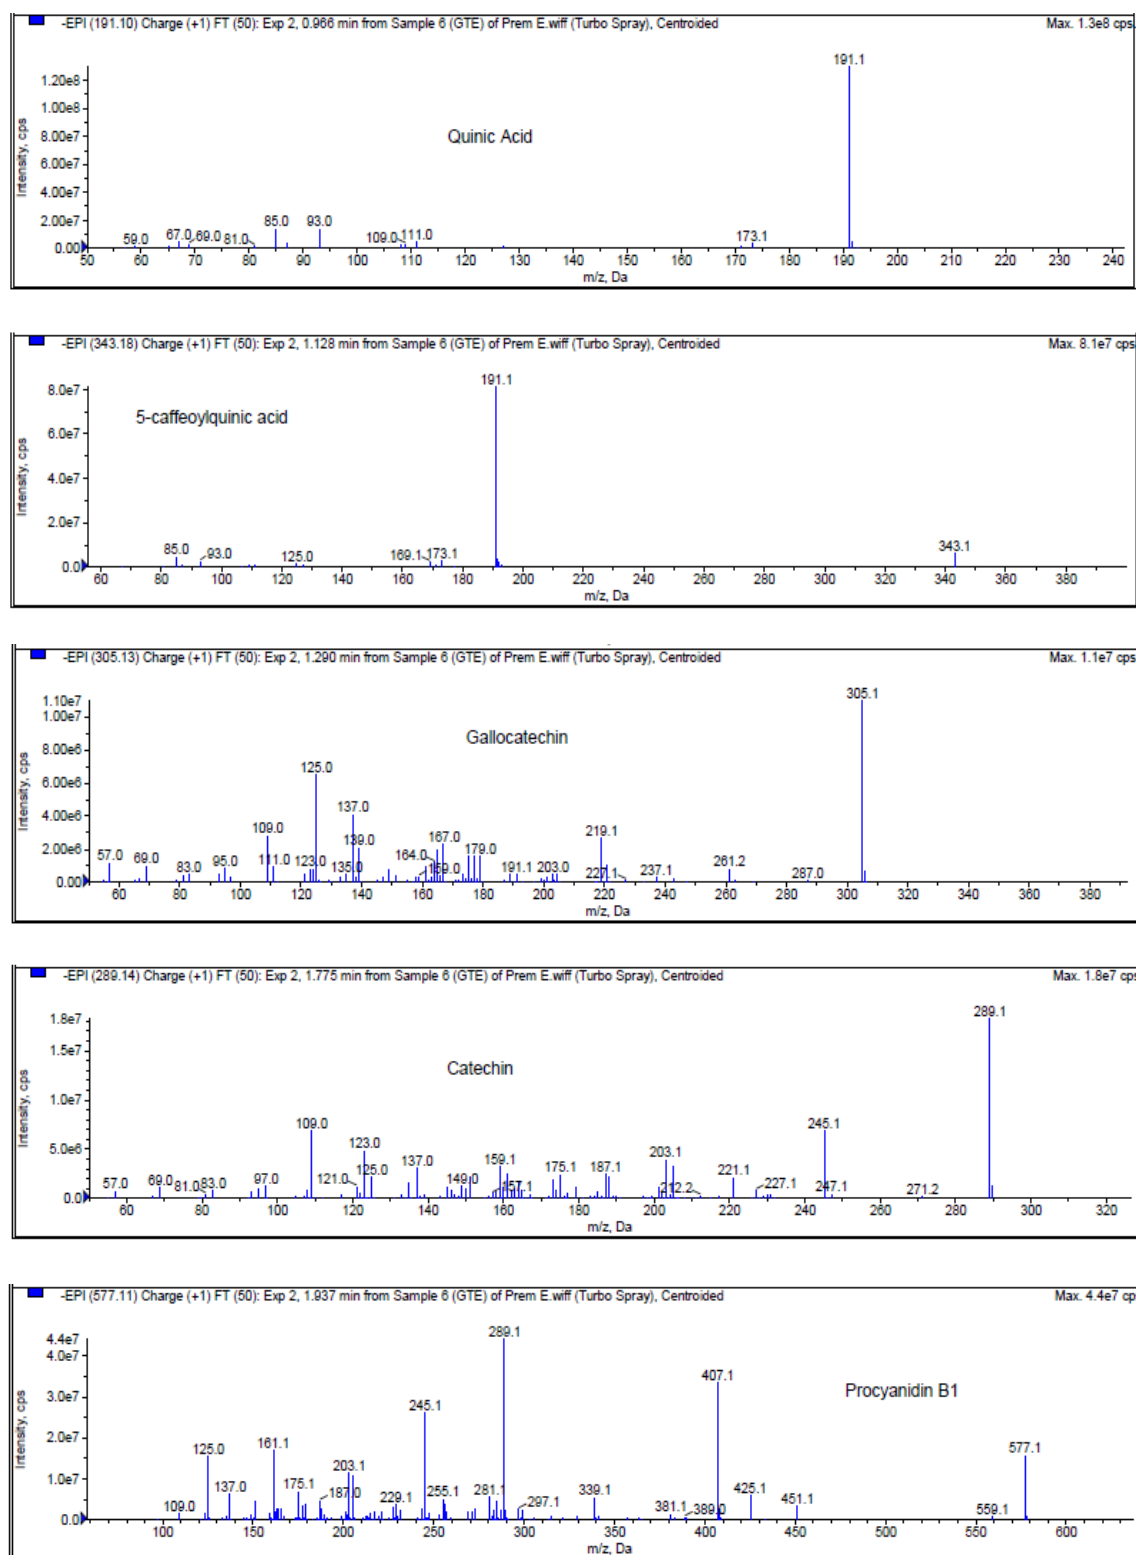 -EPI (191.10) Charge (+1) FT (50): Exp 2, 0.966 min from Sample 6 (GTE) of Prem E.wiff (Turbo Spray), Centroided Max. 1.3e8 cps.
191.1
1.20e8
1.00e8
8.00e7
6.00e7
4.00e7
2.00e7
0.00
Intensity, cps
Quinic Acid
59.0 67.0 69.0 81.0 85.0 93.0 109.0 111.0 173.1
50 60 70 80 90 100 110 120 130 140 150 160 170 180 190 200 210 220 230 240
m/z, Da
-EPI (343.18) Charge (+1) FT (50): Exp 2, 1.128 min from Sample 6 (GTE) of Prem E.wiff (Turbo Spray), Centroided Max. 8.1e7 cps
191.1
8.0e7
6.0e7
4.0e7
2.0e7
0.0
Intensity, cps
5-caffeoylquinic acid
85.0 93.0 125.0 169.1 173.1 343.1
60 80 100 120 140 160 180 200 220 240 260 280 300 320 340 360 380
m/z, Da
-EPI (305.13) Charge (+1) FT (50): Exp 2, 1.290 min from Sample 6 (GTE) of Prem E.wiff (Turbo Spray), Centroided Max. 1.1e7 cps
305.1
1.10e7
1.00e7
8.00e6
6.00e6
4.00e6
2.00e6
0.00
Intensity, cps
Gallocatechin
57.0 69.0 83.0 95.0 109.0 111.0 123.0 125.0 135.0 137.0 139.0 164.0 159.0 167.0 179.0 191.1 203.0 219.1 227.1 237.1 261.2 287.0
60 80 100 120 140 160 180 200 220 240 260 280 300 320 340 360 380
m/z, Da
-EPI (289.14) Charge (+1) FT (50): Exp 2, 1.775 min from Sample 6 (GTE) of Prem E.wiff (Turbo Spray), Centroided Max. 1.8e7 cps
289.1
1.8e7
1.5e7
1.0e7
5.0e6
0.0
Intensity, cps
Catechin
57.0 69.0 81.0 83.0 97.0 109.0 121.0 123.0 125.0 137.0 149.0 159.1 157.1 175.1 187.1 203.1 212.2 221.1 227.1 245.1 247.1 271.2
60 80 100 120 140 160 180 200 220 240 260 280 300 320
m/z, Da
-EPI (577.11) Charge (+1) FT (50): Exp 2, 1.937 min from Sample 6 (GTE) of Prem E.wiff (Turbo Spray), Centroided Max. 4.4e7 cp
289.1
4.4e7
4.0e7
3.0e7
2.0e7
1.0e7
0.0
Intensity, cps
Procyanidin B1
109.0 125.0 137.0 161.1 175.1 187.0 203.1 229.1 245.1 255.1 281.1 297.1 339.1 381.1 389.0 407.1 425.1 451.1 559.1 577.1
100 150 200 250 300 350 400 450 500 550 600
m/z, Da